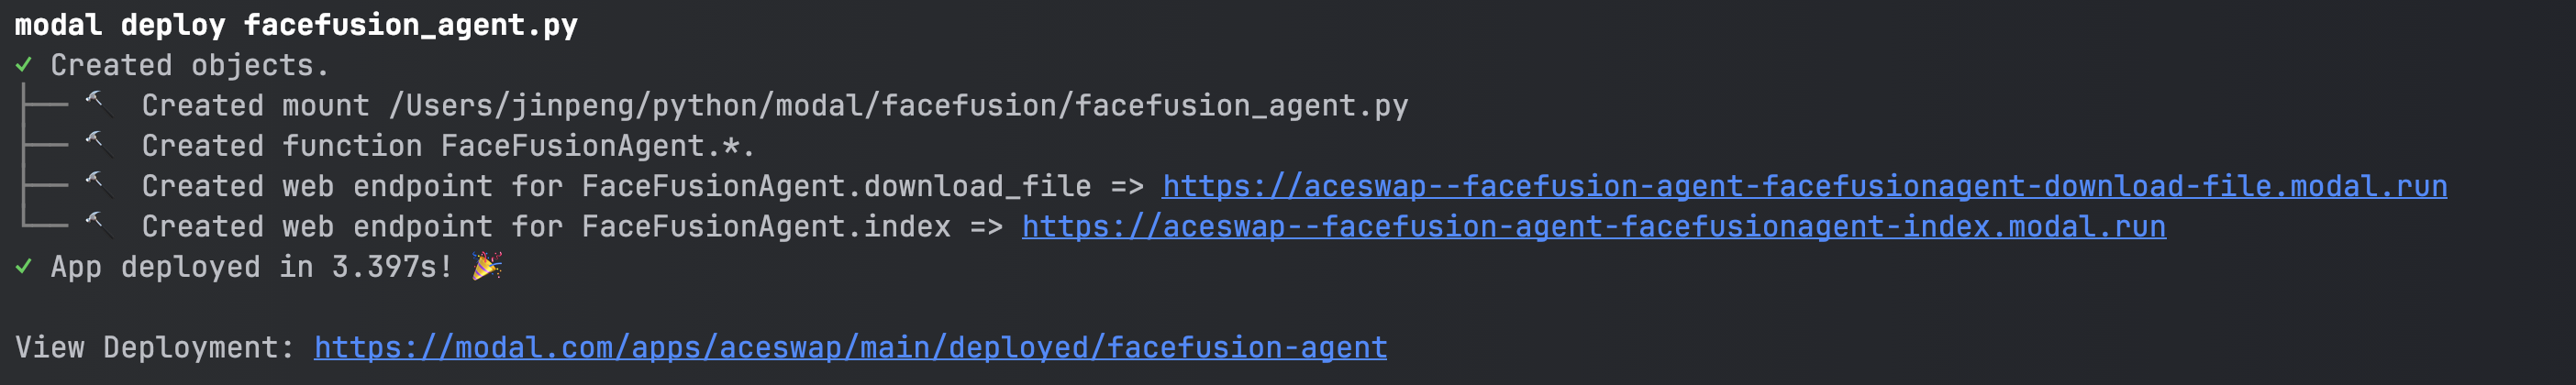 modal deploy facefusion_agent.py
✓ Created objects.
├── 🔨 Created mount /Users/jinpeng/python/modal/facefusion/facefusion_agent.py
├── 🔨 Created function FaceFusionAgent.*.
├── 🔨 Created web endpoint for FaceFusionAgent.download_file => https://aceswap--facefusion-agent-facefusionagent-download-file.modal.run
└── 🔨 Created web endpoint for FaceFusionAgent.index => https://aceswap--facefusion-agent-facefusionagent-index.modal.run
✓ App deployed in 3.397s! 🎉
View Deployment: https://modal.com/apps/aceswap/main/deployed/facefusion-agent